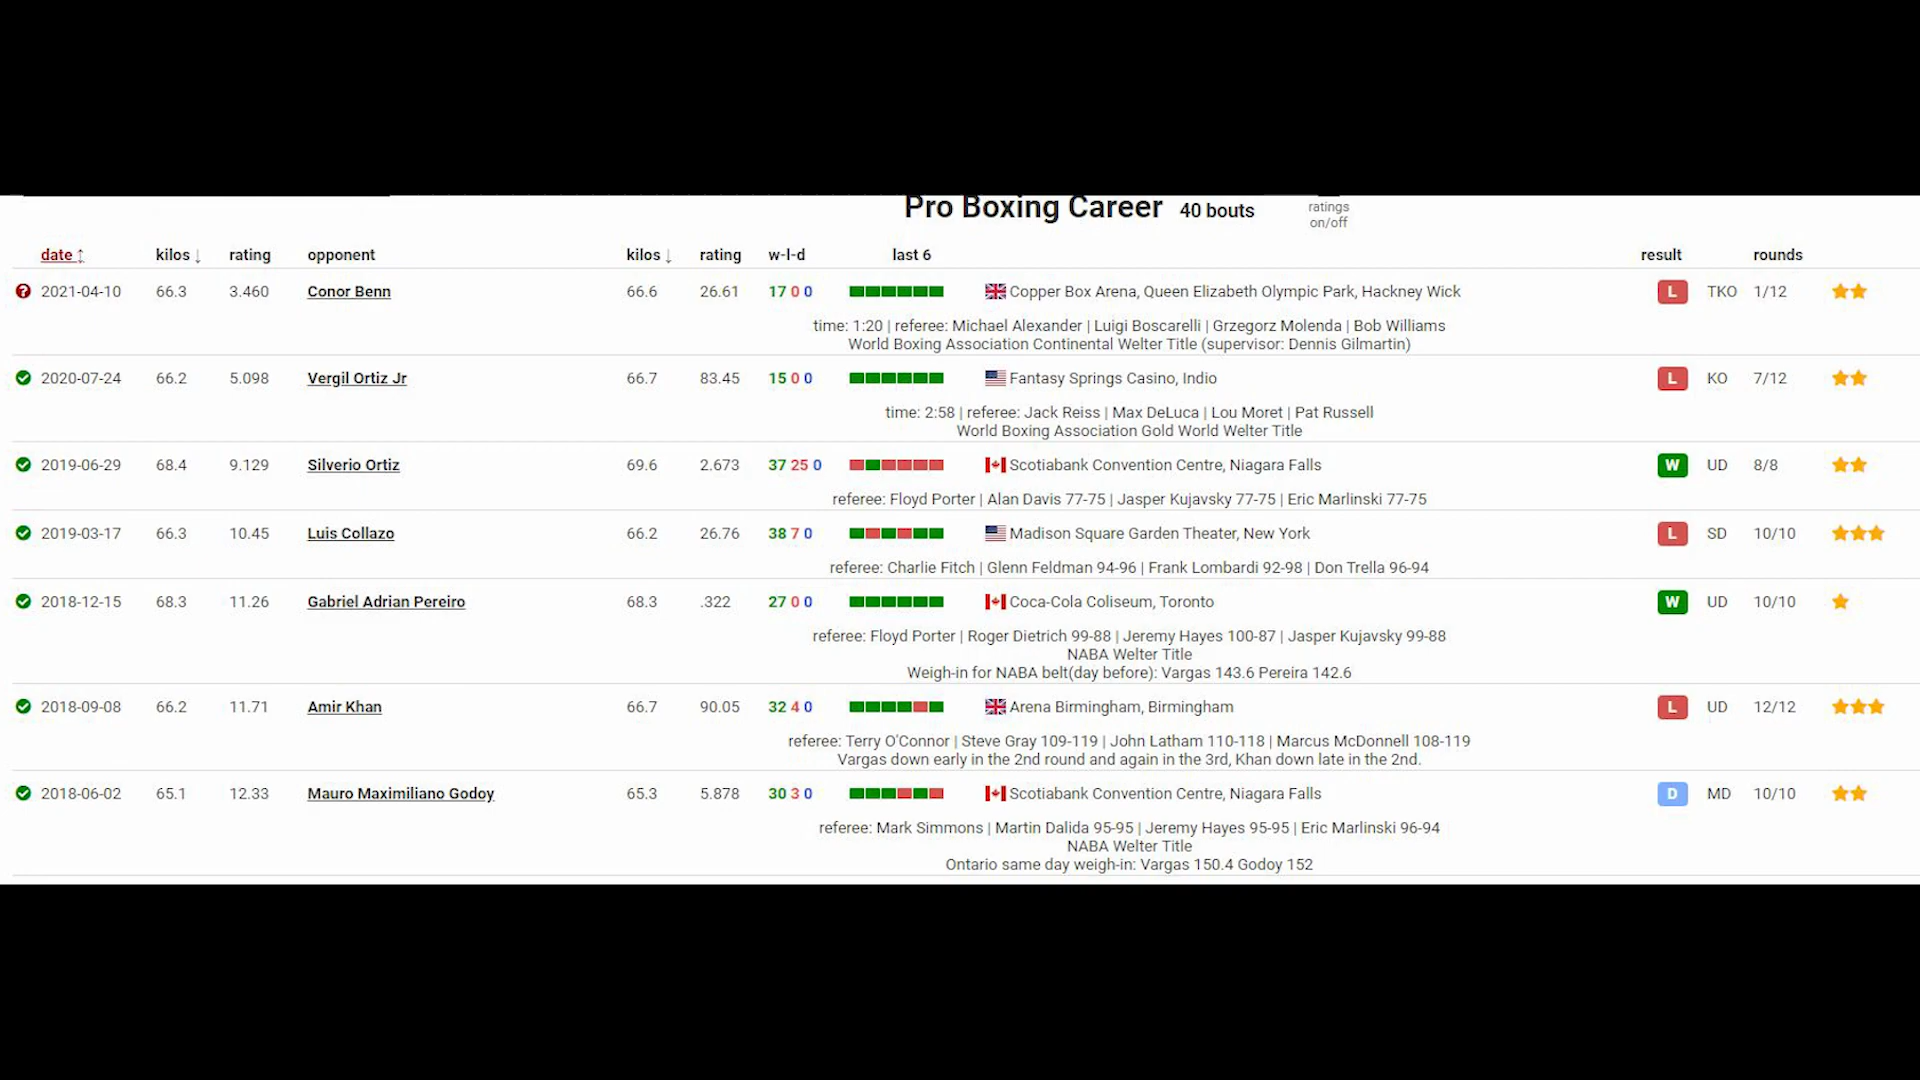 Pro Boxing Career 40 bouts ratings on/off
date kilos rating opponent kilos rating w-l-d last 6 result rounds
2021-04-10 66.3 3.460 Conor Benn 66.6 26.61 17 0 0 Copper Box Arena, Queen Elizabeth Olympic Park, Hackney Wick L TKO 1/12
time: 1:20 | referee: Michael Alexander | Luigi Boscarelli | Grzegorz Molenda | Bob Williams
World Boxing Association Continental Welter Title (supervisor: Dennis Gilmartin)
2020-07-24 66.2 5.098 Vergil Ortiz Jr 66.7 83.45 15 0 0 Fantasy Springs Casino, Indio L KO 7/12
time: 2:58 | referee: Jack Reiss | Max DeLuca | Lou Moret | Pat Russell
World Boxing Association Gold World Welter Title
2019-06-29 68.4 9.129 Silverio Ortiz 69.6 2.673 37 25 0 Scotiabank Convention Centre, Niagara Falls W UD 8/8
referee: Floyd Porter | Alan Davis 77-75 | Jasper Kujavsky 77-75 | Eric Marlinski 77-75
2019-03-17 66.3 10.45 Luis Collazo 66.2 26.76 38 7 0 Madison Square Garden Theater, New York L SD 10/10
referee: Charlie Fitch | Glenn Feldman 94-96 | Frank Lombardi 92-98 | Don Trella 96-94
2018-12-15 68.3 11.26 Gabriel Adrian Pereiro 68.3 .322 27 0 0 Coca-Cola Coliseum, Toronto W UD 10/10
referee: Floyd Porter | Roger Dietrich 99-88 | Jeremy Hayes 100-87 | Jasper Kujavsky 99-88
NABA Welter Title
Weigh-in for NABA belt(day before): Vargas 143.6 Pereira 142.6
2018-09-08 66.2 11.71 Amir Khan 66.7 90.05 32 4 0 Arena Birmingham, Birmingham L UD 12/12
referee: Terry O'Connor | Steve Gray 109-119 | John Latham 110-118 | Marcus McDonnell 108-119
Vargas down early in the 2nd round and again in the 3rd, Khan down late in the 2nd.
2018-06-02 65.1 12.33 Mauro Maximiliano Godoy 65.3 5.878 30 3 0 Scotiabank Convention Centre, Niagara Falls D MD 10/10
referee: Mark Simmons | Martin Dalida 95-95 | Jeremy Hayes 95-95 | Eric Marlinski 96-94
NABA Welter Title
Ontario same day weigh-in: Vargas 150.4 Godoy 152